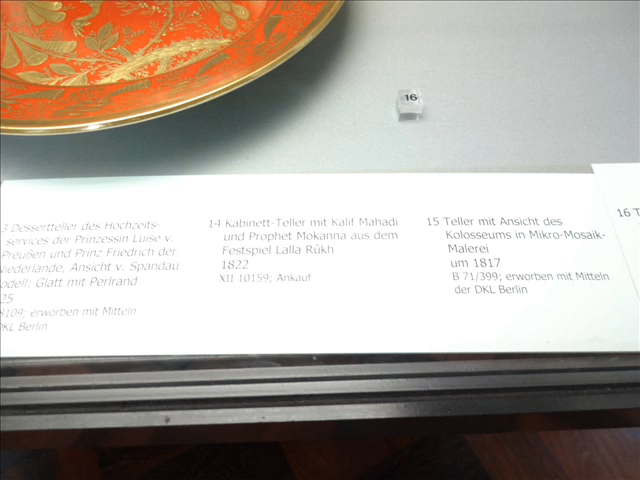 16
3 Dessertteller des Hochzeits-
services der Prinzessin Luise v.
Preußen und Prinz Friedrich der
Niederlande, Ansicht v. Spandau
odell: Glatt mit Perlrand
25
8109; erworben mit Mitteln
DKL Berlin
14 Kabinett-Teller mit Kalif Mahadi
und Prophet Mokanna aus dem
Festspiel Lalla Rûkh
1822
XII 10159; Ankauf
15 Teller mit Ansicht des
Kolosseums in Mikro-Mosaik-
Malerei
um 1817
B 71/399; erworben mit Mitteln
der DKL Berlin
16 T